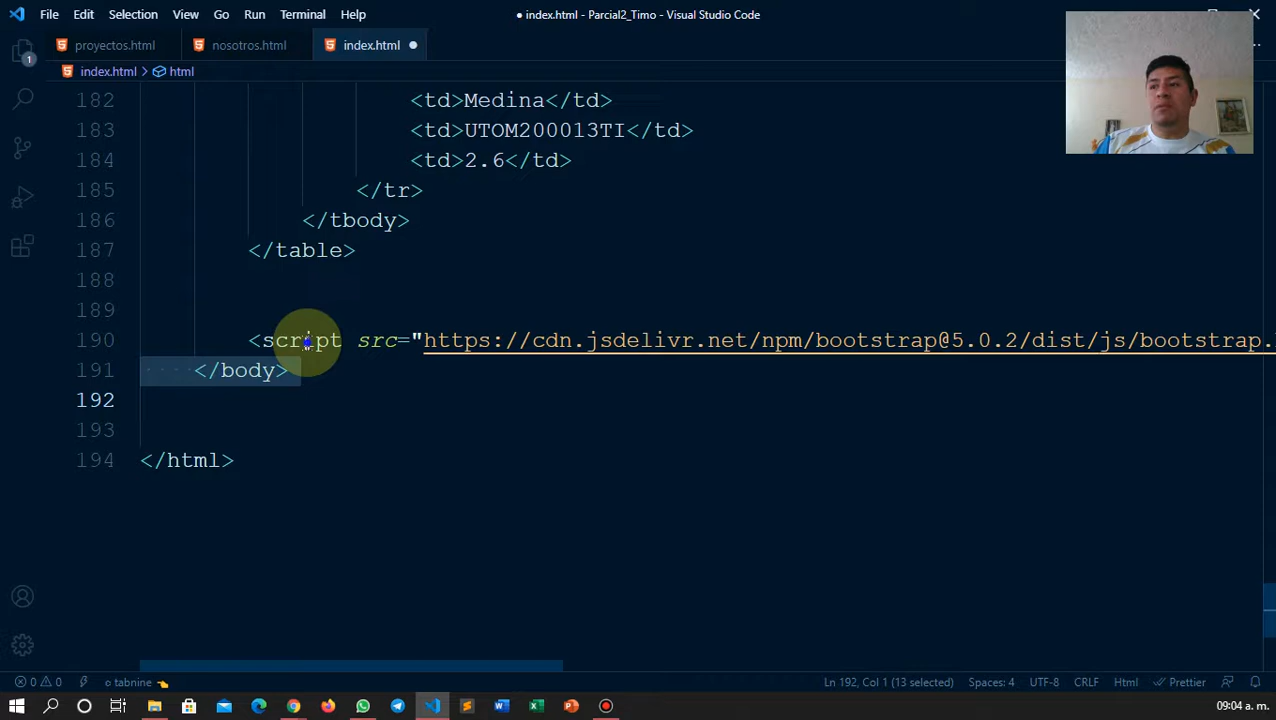 File Edit Selection View Go Run Terminal Help
● index.html - Parcial2_Timo - Visual Studio Code
proyectos.html nosotros.html index.html ●
index.html > html
1
182 <td>Medina</td>
183 <td>UTOM200013TI</td>
184 <td>2.6</td>
185 </tr>
186 </tbody>
187 </table>
188
189
190 <script src="https://cdn.jsdelivr.net/npm/bootstrap@5.0.2/dist/js/bootstrap.
191 </body>
192
193
194 </html>
0 0 tabnine Ln 192, Col 1 (13 selected) Spaces: 4 UTF-8 CRLF Html Prettier
09:04 a. m.